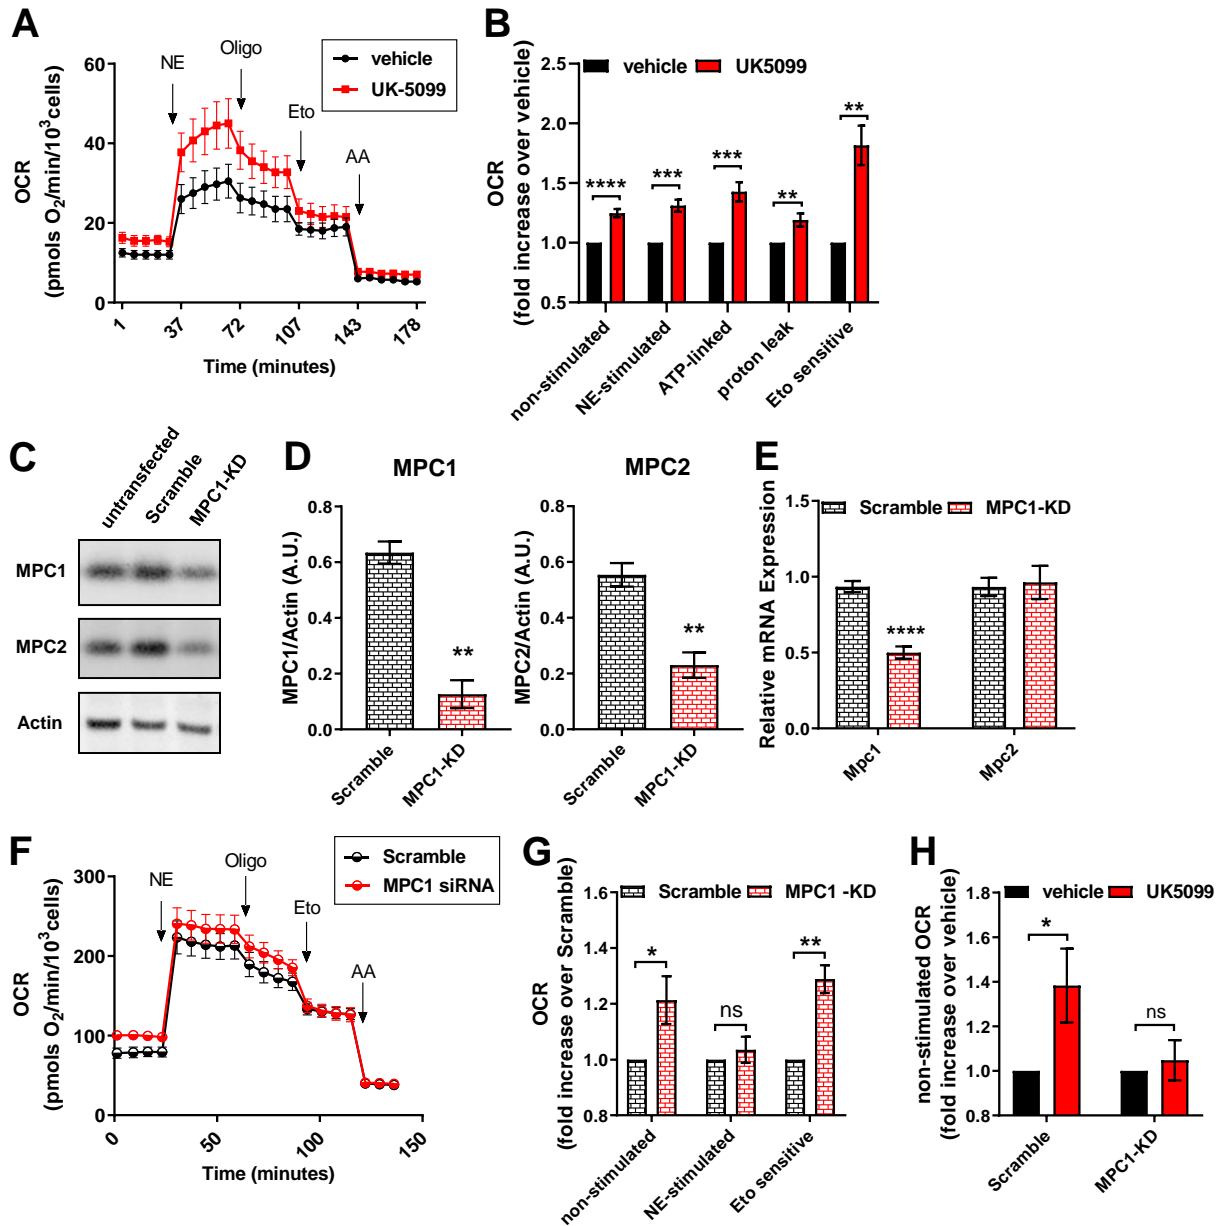 A
NE
Oligo
Eto
AA
vehicle
UK-5099
OCR
(pmols O₂/min/10³cells)
60
40
20
0
1
37
72
107
143
178
Time (minutes)
B
vehicle
UK5099
OCR
(fold increase over vehicle)
2.5
2.0
1.5
1.0
0.5
****
***
***
**
**
non-stimulated
NE-stimulated
ATP-linked
proton leak
Eto sensitive
C
untransfected
Scramble
MPC1-KD
MPC1
MPC2
Actin
D
MPC1
MPC1/Actin (A.U.)
0.8
0.6
0.4
0.2
0.0
**
Scramble
MPC1-KD
MPC2
MPC2/Actin (A.U.)
0.8
0.6
0.4
0.2
0.0
**
Scramble
MPC1-KD
E
Scramble
MPC1-KD
Relative mRNA Expression
1.5
1.0
0.5
0.0
****
Mpc1
Mpc2
F
NE
Oligo
Eto
AA
Scramble
MPC1 siRNA
OCR
(pmols O₂/min/10³cells)
300
200
100
0
0
50
100
150
Time (minutes)
G
Scramble
MPC1 -KD
OCR
(fold increase over Scramble)
1.6
1.4
1.2
1.0
0.8
*
ns
**
non-stimulated
NE-stimulated
Eto sensitive
H
vehicle
UK5099
non-stimulated OCR
(fold increase over vehicle)
1.8
1.6
1.4
1.2
1.0
0.8
*
ns
Scramble
MPC1-KD